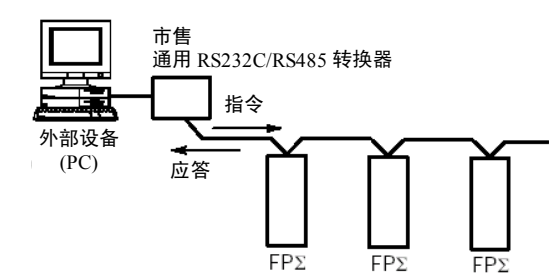 市售
通用 RS232C/RS485 转换器
指令
外部设备
(PC)
应答
FPΣ
FPΣ
FPΣ